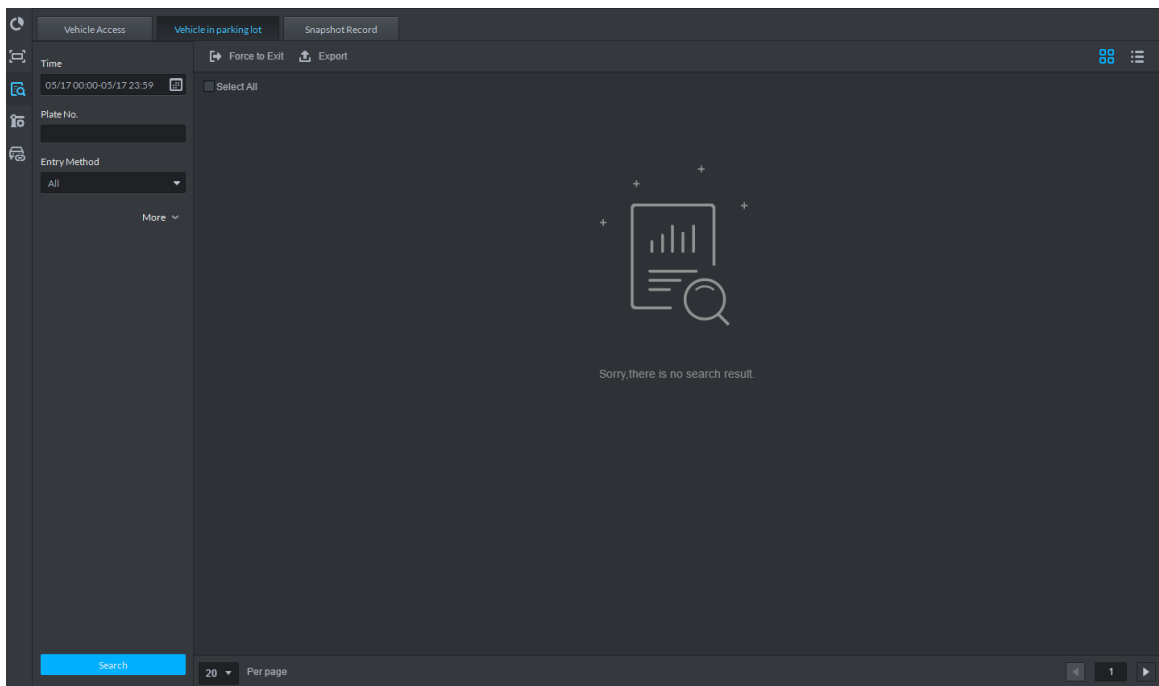 Vehicle Access
Vehicle in parking lot
Snapshot Record
Time
05/17 00:00-05/17 23:59
Plate No.
Entry Method
All
More
Search
Force to Exit
Export
Select All
Sorry,there is no search result.
20
Per page
1